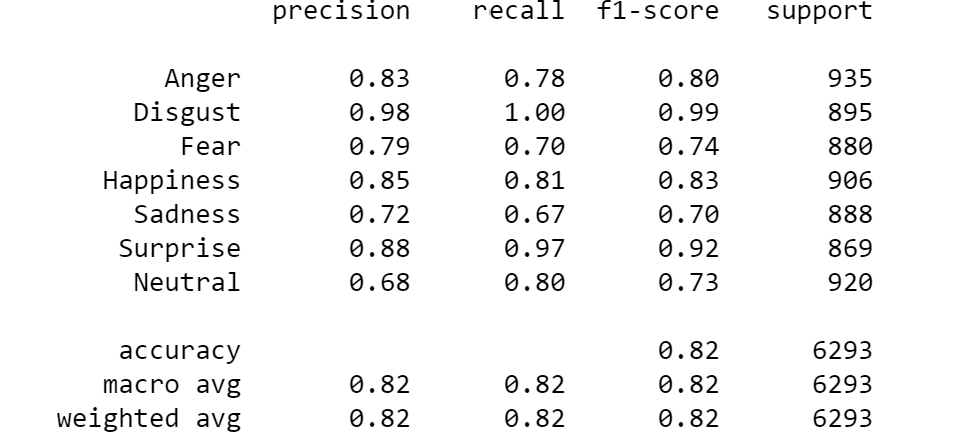 precision recall f1-score support
Anger 0.83 0.78 0.80 935
Disgust 0.98 1.00 0.99 895
Fear 0.79 0.70 0.74 880
Happiness 0.85 0.81 0.83 906
Sadness 0.72 0.67 0.70 888
Surprise 0.88 0.97 0.92 869
Neutral 0.68 0.80 0.73 920
accuracy 0.82 6293
macro avg 0.82 0.82 0.82 6293
weighted avg 0.82 0.82 0.82 6293